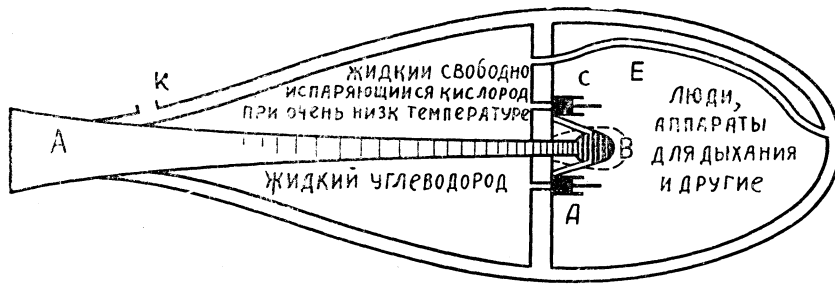 К
ЖИДКИЙ СВОБОДНО
ИСПАРЯЮЩИЙСЯ КИСЛОРОД
ПРИ ОЧЕНЬ НИЗК ТЕМПЕРАТУРЕ
С
Е
ЛЮДИ,
АППАРАТЫ
ДЛЯ ДЫХАНИЯ
И ДРУГИЕ
А
В
ЖИДКИЙ УГЛЕВОДОРОД
Д